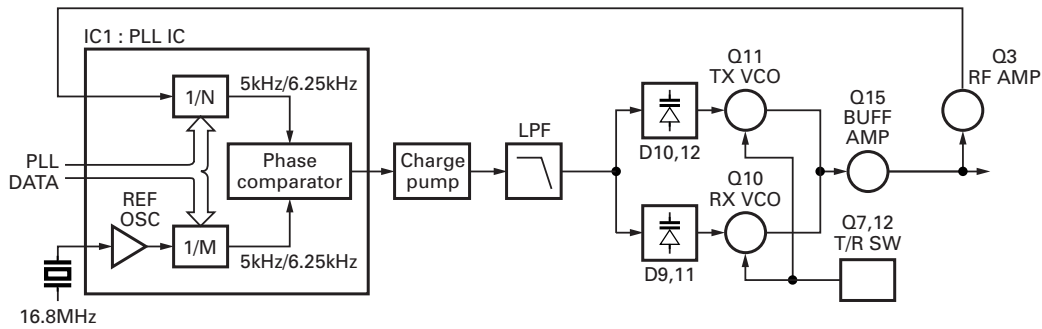 IC1 : PLL IC
1/N
5kHz/6.25kHz
PLL
DATA
Phase
comparator
Charge
pump
LPF
REF
OSC
1/M
5kHz/6.25kHz
16.8MHz
D10,12
D9,11
Q11
TX VCO
Q10
RX VCO
Q15
BUFF
AMP
Q3
RF AMP
Q7,12
T/R SW